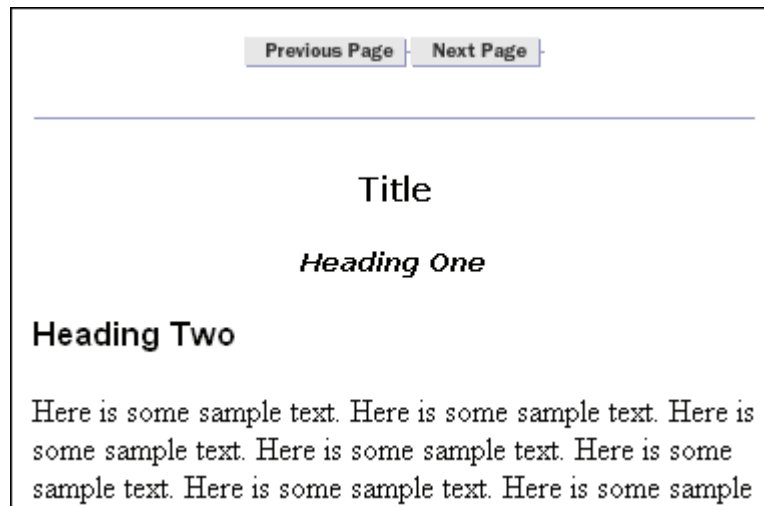 Previous Page Next Page
Title
Heading One
Heading Two
Here is some sample text. Here is some sample text. Here is
some sample text. Here is some sample text. Here is some
sample text. Here is some sample text. Here is some sample